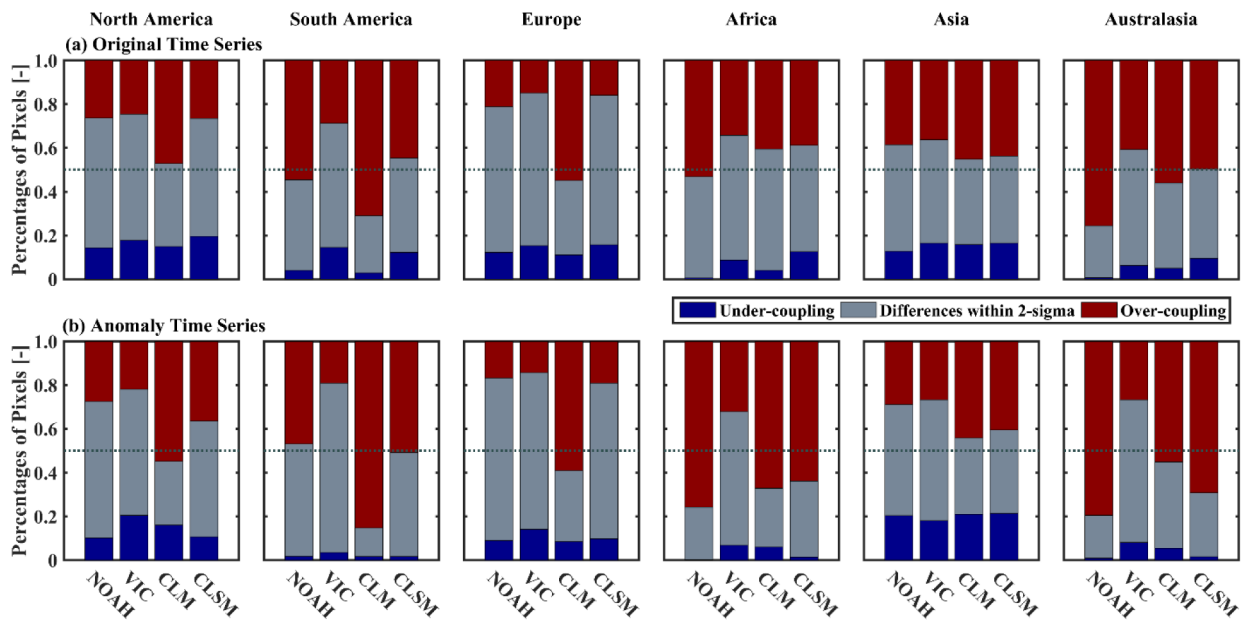 North America South America Europe Africa Asia Australasia
(a) Original Time Series
Percentages of Pixels [-]
1.0
0.8
0.6
0.4
0.2
0
Under-coupling Differences within 2-sigma Over-coupling
(b) Anomaly Time Series
Percentages of Pixels [-]
1.0
0.8
0.6
0.4
0.2
0
NOAH VIC CLM CLSM NOAH VIC CLM CLSM NOAH VIC CLM CLSM NOAH VIC CLM CLSM NOAH VIC CLM CLSM NOAH VIC CLM CLSM